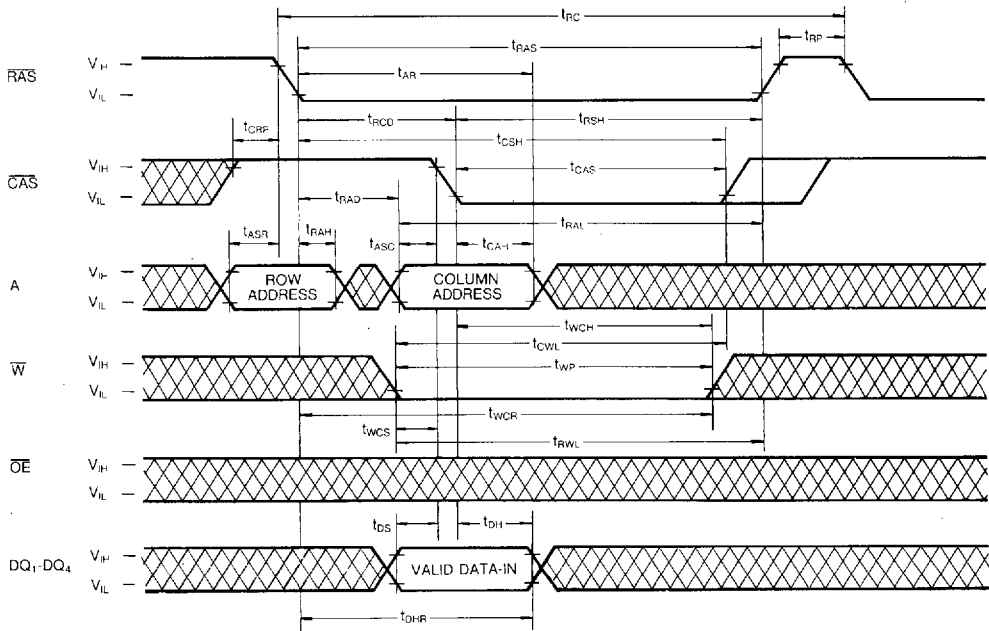 tRC
tRP
tRAS
tAR
RAS
VIH
VIL
tRCD
tRSH
tCRP
tCSH
CAS
VIH
VIL
tCAS
tRAD
tRAL
tASR
tRAH
tASC
tCAH
A
VIH
VIL
ROW
ADDRESS
COLUMN
ADDRESS
tWCH
tCWL
W
VIH
VIL
tWP
tWCR
tWCS
tRWL
OE
VIH
VIL
tDS
tDH
DQ1-DQ4
VIH
VIL
VALID DATA-IN
tDHR